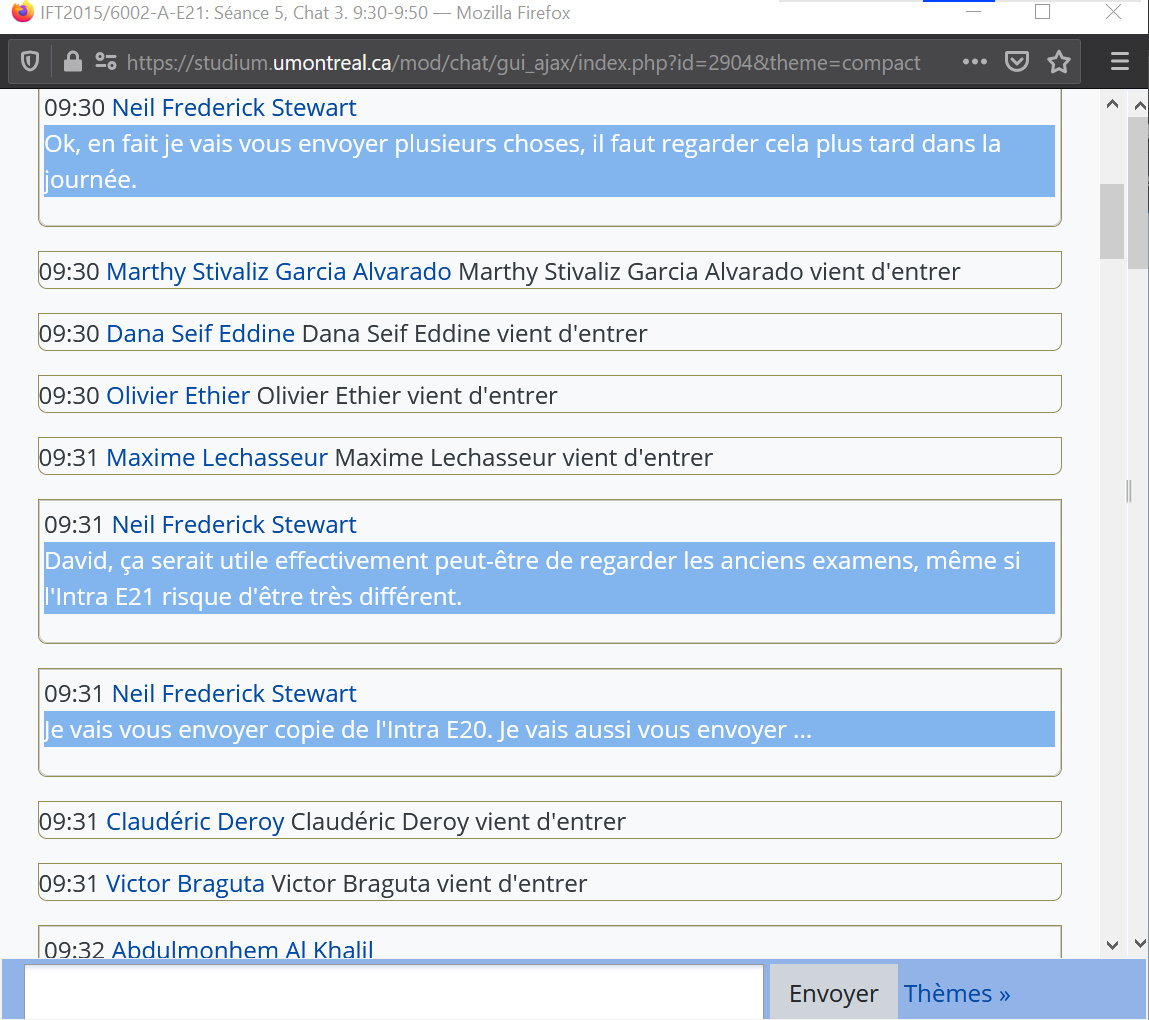 IFT2015/6002-A-E21: Séance 5, Chat 3. 9:30-9:50 — Mozilla Firefox
https://studium.umontreal.ca/mod/chat/gui_ajax/index.php?id=2904&theme=compact
09:30 Neil Frederick Stewart
Ok, en fait je vais vous envoyer plusieurs choses, il faut regarder cela plus tard dans la
journée.
09:30 Marthy Stivaliz Garcia Alvarado Marthy Stivaliz Garcia Alvarado vient d'entrer
09:30 Dana Seif Eddine Dana Seif Eddine vient d'entrer
09:30 Olivier Ethier Olivier Ethier vient d'entrer
09:31 Maxime Lechasseur Maxime Lechasseur vient d'entrer
09:31 Neil Frederick Stewart
David, ça serait utile effectivement peut-être de regarder les anciens examens, même si
l'Intra E21 risque d'être très différent.
09:31 Neil Frederick Stewart
Je vais vous envoyer copie de l'Intra E20. Je vais aussi vous envoyer ...
09:31 Claudéric Deroy Claudéric Deroy vient d'entrer
09:31 Victor Braguta Victor Braguta vient d'entrer
09:32 Abdulmonhem Al Khalil
Envoyer Thèmes »